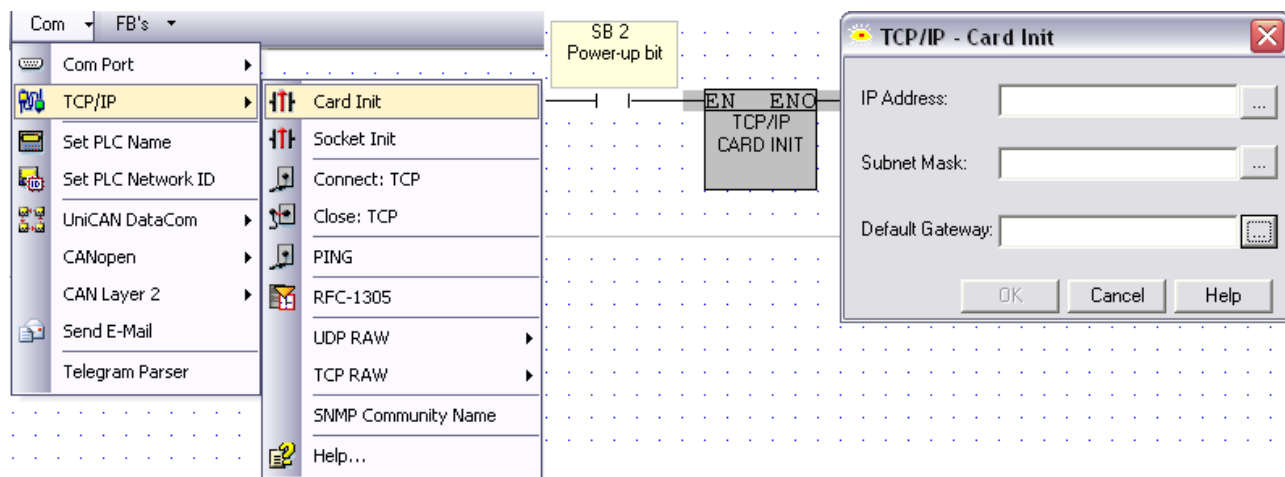 Com
FB's
Com Port
TCP/IP
Set PLC Name
Set PLC Network ID
UniCAN DataCom
CANopen
CAN Layer 2
Send E-Mail
Telegram Parser
Card Init
Socket Init
Connect: TCP
Close: TCP
PING
RFC-1305
UDP RAW
TCP RAW
SNMP Community Name
Help...
SB 2
Power-up bit
EN ENO
TCP/IP
CARD INIT
TCP/IP - Card Init
IP Address:
...
Subnet Mask:
...
Default Gateway:
...
OK
Cancel
Help